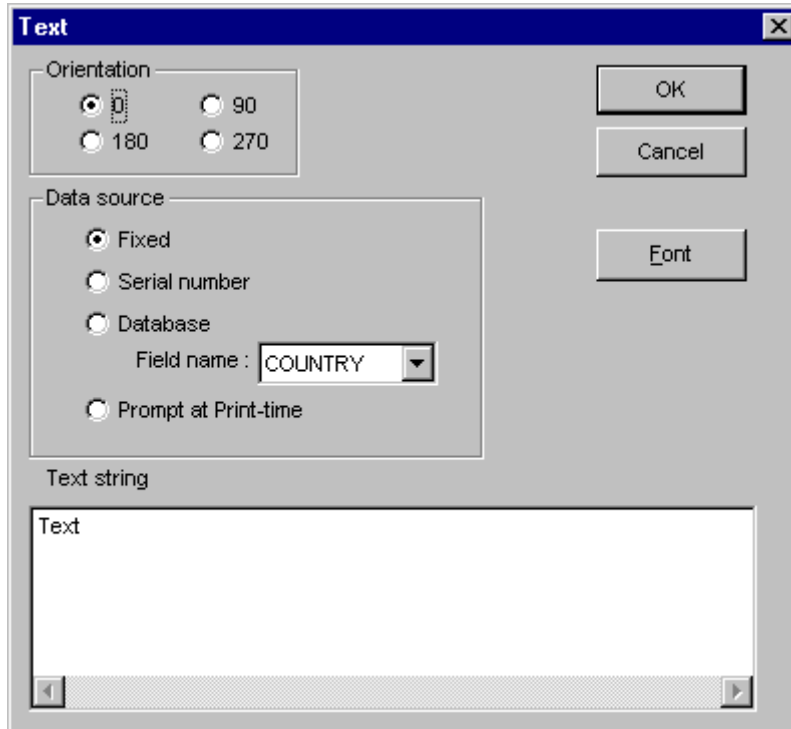 Text
Orientation
0 90
180 270
OK
Cancel
Data source
Fixed
Serial number
Database
Field name : COUNTRY
Prompt at Print-time
Font
Text string
Text